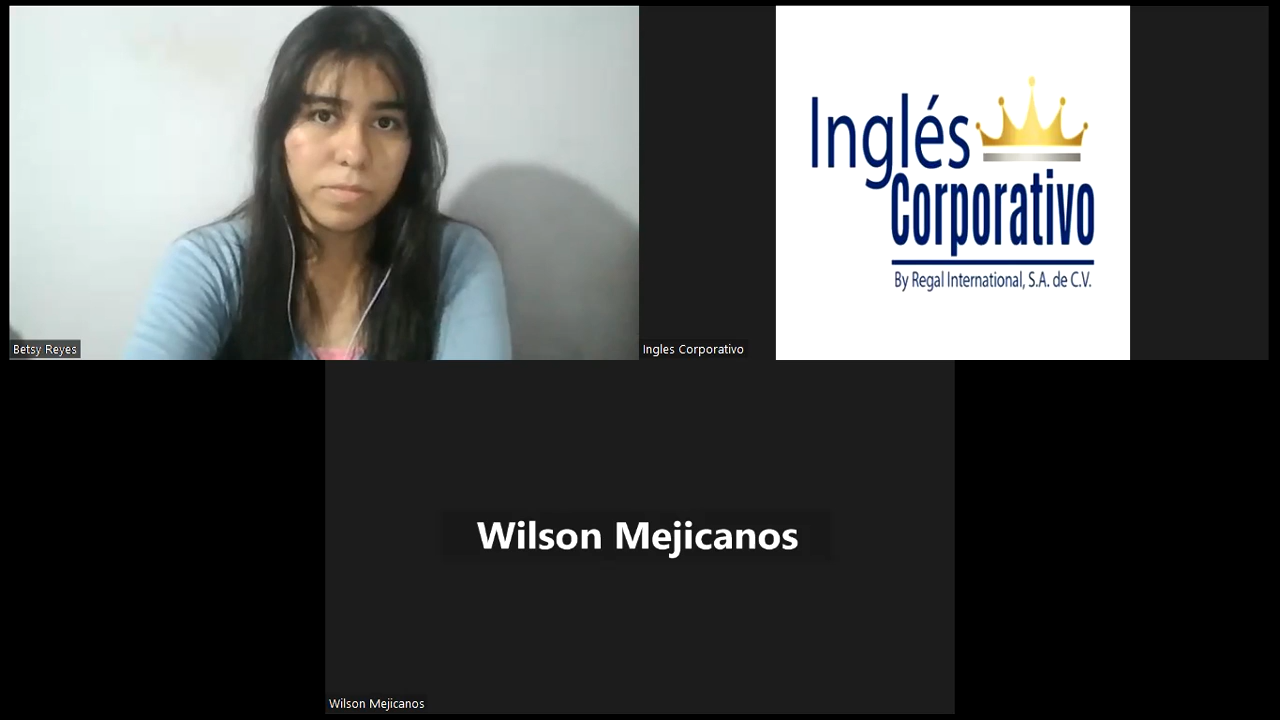 Inglés
Corporativo
By Regal International, S.A. de C.V.
Betsy Reyes
Ingles Corporativo
Wilson Mejicanos
Wilson Mejicanos